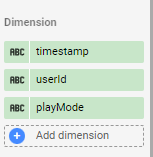 Dimension
ABC timestamp
ABC userId
ABC playMode
+ Add dimension